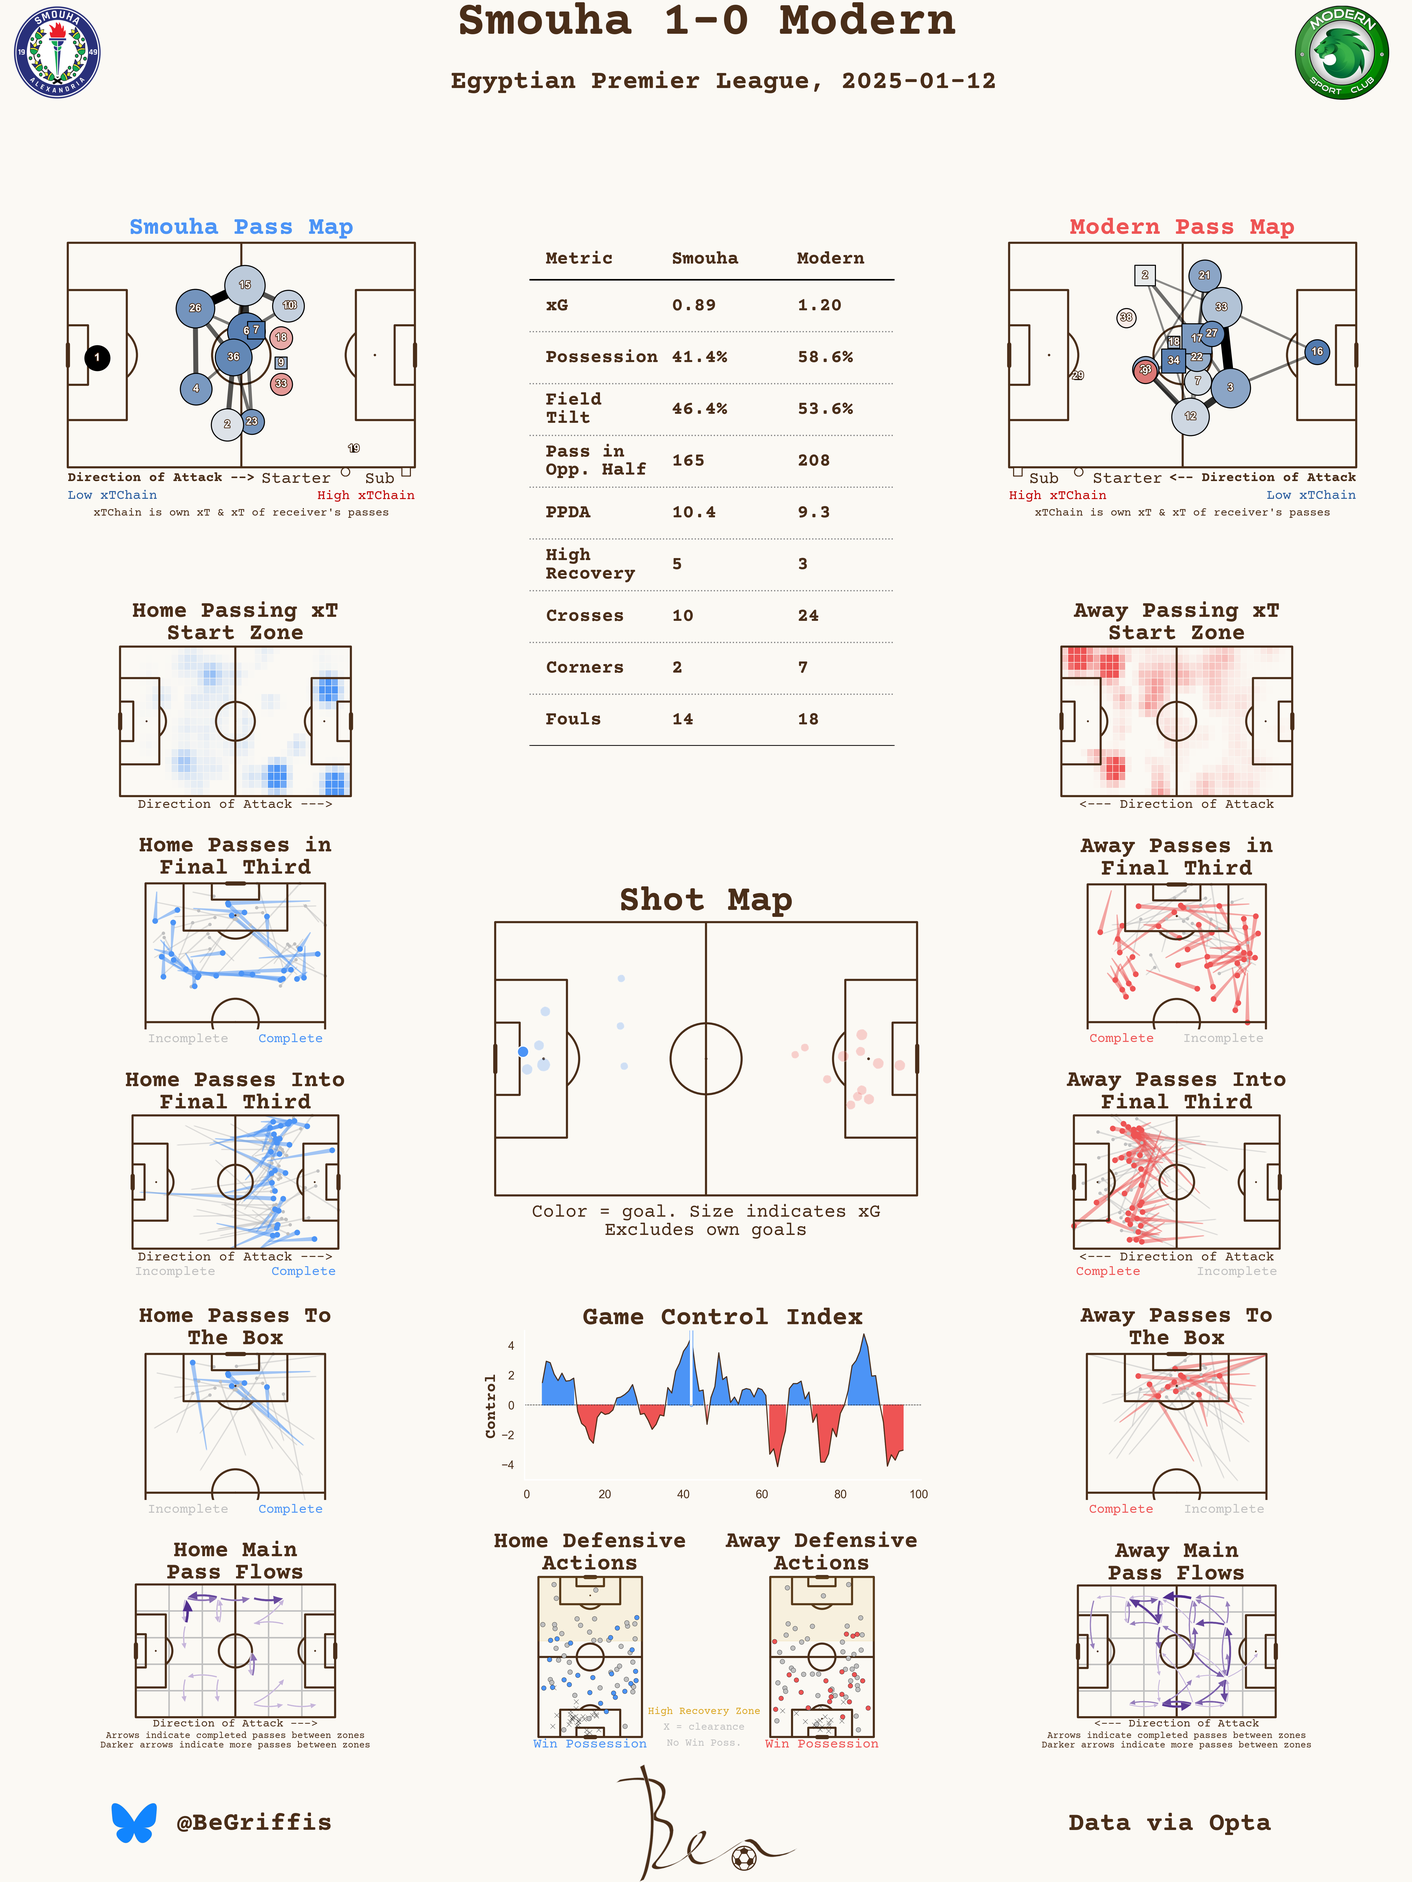 Smouha 1-0 Modern
Egyptian Premier League, 2025-01-12
SMOUHA
19 49
ALEXANDRIA
MODERN
SPORT CLUB
Smouha Pass Map
15
26
103
6
7
18
36
9
1
33
4
2
23
19
Direction of Attack --> Starter Sub
Low xTChain High xTChain
xTChain is own xT & xT of receiver's passes
Metric Smouha Modern
xG 0.89 1.20
Possession 41.4% 58.6%
Field
Tilt 46.4% 53.6%
Pass in
Opp. Half 165 208
PPDA 10.4 9.3
High
Recovery 5 3
Crosses 10 24
Corners 2 7
Fouls 14 18
Modern Pass Map
2
21
33
38
27
17
18
16
34
22
9
29
7
3
12
Sub Starter <-- Direction of Attack
High xTChain Low xTChain
xTChain is own xT & xT of receiver's passes
Home Passing xT
Start Zone
Direction of Attack --->
Away Passing xT
Start Zone
<--- Direction of Attack
Home Passes in
Final Third
Incomplete Complete
Away Passes in
Final Third
Complete Incomplete
Shot Map
Color = goal. Size indicates xG
Excludes own goals
Home Passes Into
Final Third
Direction of Attack --->
Incomplete Complete
Away Passes Into
Final Third
<--- Direction of Attack
Complete Incomplete
Home Passes To
The Box
Incomplete Complete
Game Control Index
Control
4
2
0
−2
−4
0 20 40 60 80 100
Away Passes To
The Box
Complete Incomplete
Home Main
Pass Flows
Direction of Attack --->
Arrows indicate completed passes between zones
Darker arrows indicate more passes between zones
Home Defensive
Actions
Win Possession
High Recovery Zone
X = clearance
No Win Poss.
Away Defensive
Actions
Win Possession
Away Main
Pass Flows
<--- Direction of Attack
Arrows indicate completed passes between zones
Darker arrows indicate more passes between zones
@BeGriffis
Ben
Data via Opta